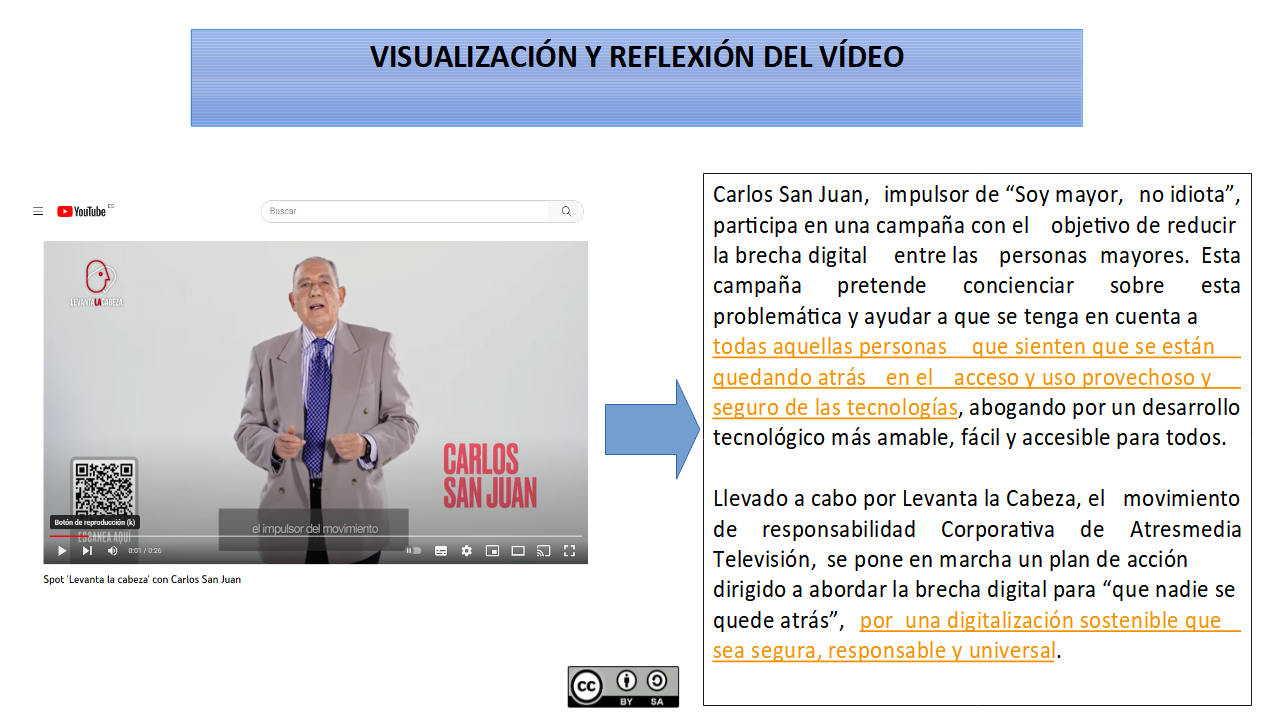 VISUALIZACIÓN Y REFLEXIÓN DEL VÍDEO
YouTube ES
Buscar
LEVANTALACABEZA
CARLOS
SAN JUAN
Botón de reproducción (k)
ESCANEA AQUÍ
el impulsor del movimiento
0:01 / 0:26
Spot 'Levanta la cabeza' con Carlos San Juan
Carlos San Juan, impulsor de “Soy mayor, no idiota”,
participa en una campaña con el objetivo de reducir
la brecha digital entre las personas mayores. Esta
campaña pretende concienciar sobre esta
problemática y ayudar a que se tenga en cuenta a
todas aquellas personas que sienten que se están
quedando atrás en el acceso y uso provechoso y
seguro de las tecnologías, abogando por un desarrollo
tecnológico más amable, fácil y accesible para todos.
Llevado a cabo por Levanta la Cabeza, el movimiento
de responsabilidad Corporativa de Atresmedia
Televisión, se pone en marcha un plan de acción
dirigido a abordar la brecha digital para “que nadie se
quede atrás”, por una digitalización sostenible que
sea segura, responsable y universal.
cc BY SA